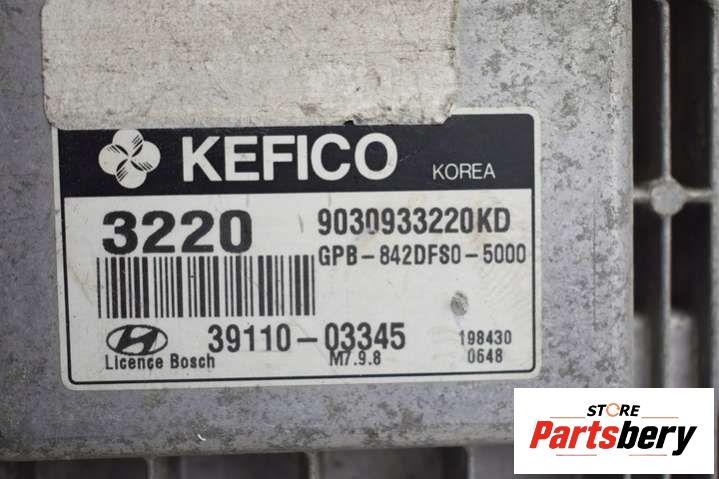 KEFICO KOREA
3220 9030933220KD
GPB-842DFS0-5000
39110-03345 198430
Licence Bosch M7.9.8 0648
STORE
Partsbery